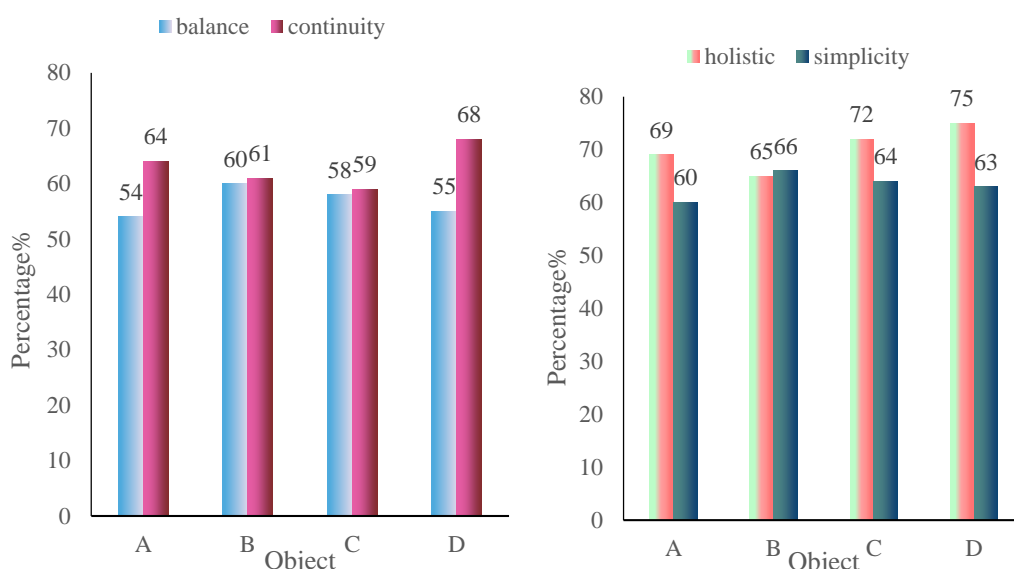 balance continuity
80
70
60
50
40
30
20
10
0
Percentage%
54 64 60 61 58 59 55 68
A B C D
Object
holistic simplicity
80
70
60
50
40
30
20
10
0
Percentage%
69 60 65 66 72 64 75 63
A B C D
Object